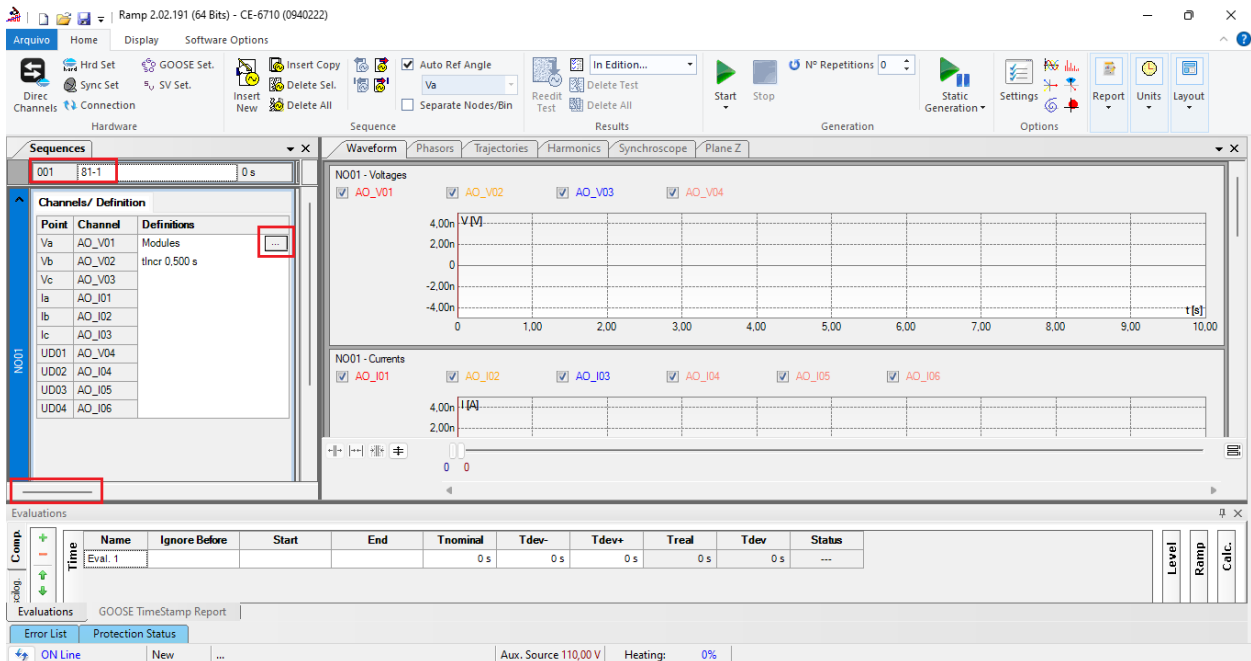 Ramp 2.02.191 (64 Bits) - CE-6710 (0940222)
Arquivo Home Display Software Options
Hrd Set GOOSE Set. Insert Copy Auto Ref Angle In Edition... Nº Repetitions 0
Sync Set SV Set. Delete Sel. Va Delete Test
Direc Channels Connection Insert New Delete All Separate Nodes/Bin Reedit Test Delete All Start Stop Static Generation Settings Report Units Layout
Hardware Sequence Results Generation Options
Sequences
001 81-1 0 s
Channels/ Definition
Point Channel Definitions
Va AO_V01 Modules ...
Vb AO_V02 tIncr 0,500 s
Vc AO_V03
Ia AO_I01
Ib AO_I02
Ic AO_I03
UD01 AO_V04
UD02 AO_I04
UD03 AO_I05
UD04 AO_I06
NO01
Waveform Phasors Trajectories Harmonics Synchroscope Plane Z
NO01 - Voltages
AO_V01 AO_V02 AO_V03 AO_V04
V [V]
4,00n
2,00n
0
-2,00n
-4,00n
t [s]
0 1,00 2,00 3,00 4,00 5,00 6,00 7,00 8,00 9,00 10,00
NO01 - Currents
AO_I01 AO_I02 AO_I03 AO_I04 AO_I05 AO_I06
I [A]
4,00n
2,00n
0 0
Evaluations
Comp.
Time
Name Ignore Before Start End Tnominal Tdev- Tdev+ Treal Tdev Status
Eval. 1 0 s 0 s 0 s 0 s 0 s ---
Level
Ramp
Calc.
Evaluations GOOSE TimeStamp Report
Error List Protection Status
ON Line New ... Aux. Source 110,00 V Heating: 0%